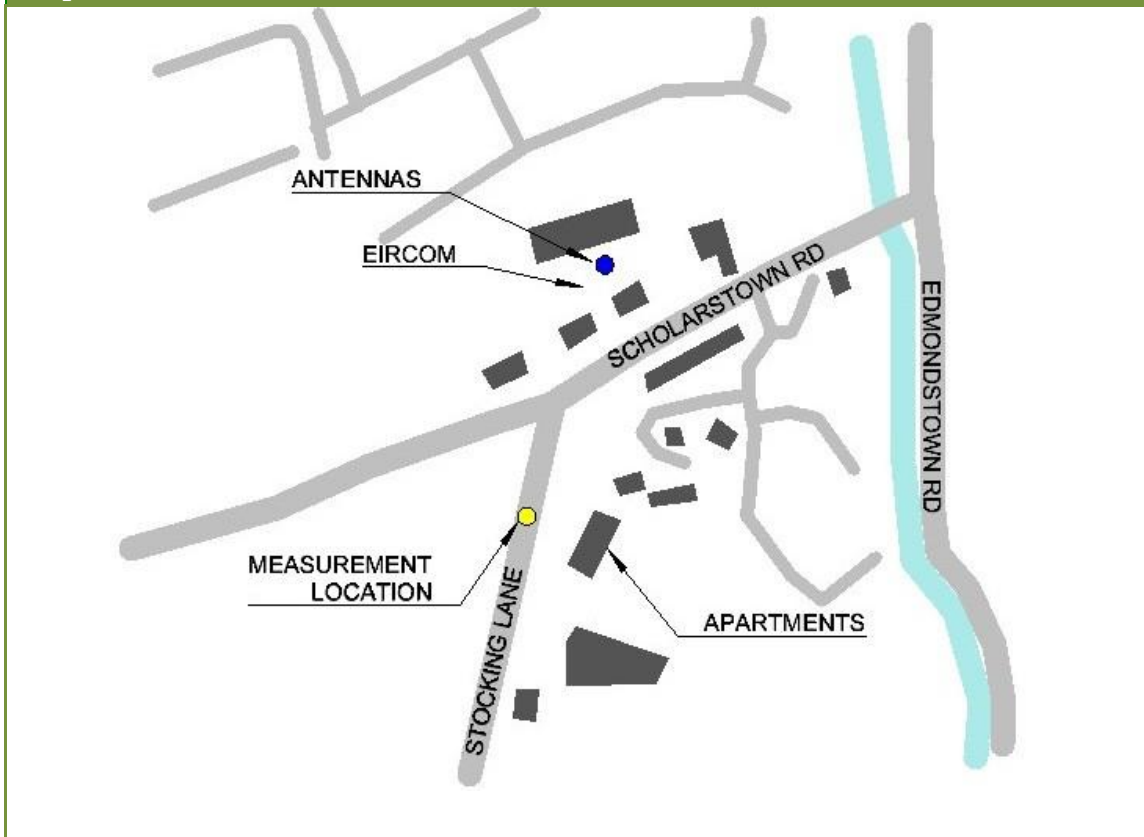 ANTENNAS
EIRCOM
SCHOLARSTOWN RD
EDMONDSTOWN RD
MEASUREMENT
LOCATION
STOCKING LANE
APARTMENTS